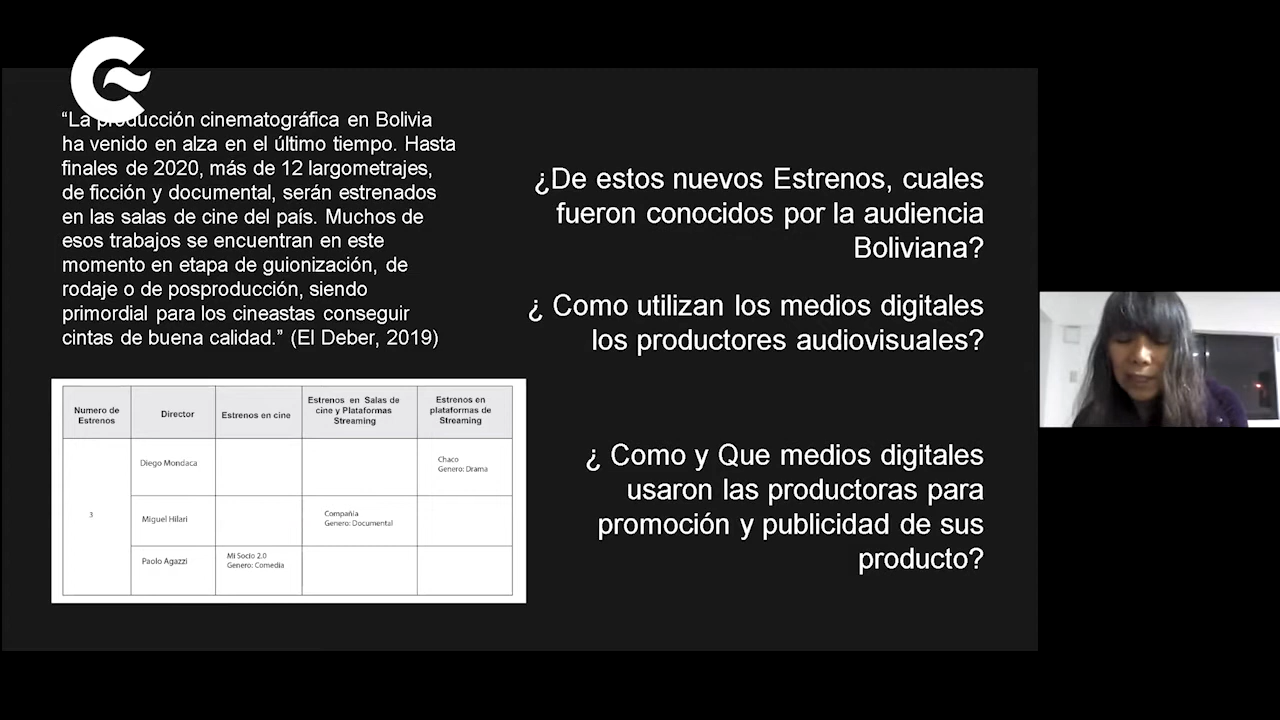 “La producción cinematográfica en Bolivia
ha venido en alza en el último tiempo. Hasta
finales de 2020, más de 12 largometrajes,
de ficción y documental, serán estrenados
en las salas de cine del país. Muchos de
esos trabajos se encuentran en este
momento en etapa de guionización, de
rodaje o de posproducción, siendo
primordial para los cineastas conseguir
cintas de buena calidad.” (El Deber, 2019)
¿De estos nuevos Estrenos, cuales
fueron conocidos por la audiencia
Boliviana?
¿ Como utilizan los medios digitales
los productores audiovisuales?
¿ Como y Que medios digitales
usaron las productoras para
promoción y publicidad de sus
producto?
Numero de
Estrenos
Director
Estrenos en cine
Estrenos en Salas de
cine y Plataformas
Streaming
Estrenos en
plataformas de
Streaming
3
Diego Mondaca
Chaco
Genero: Drama
Miguel Hilari
Compañia
Genero: Documental
Paolo Agazzi
Mi Socio 2.0
Genero: Comedia